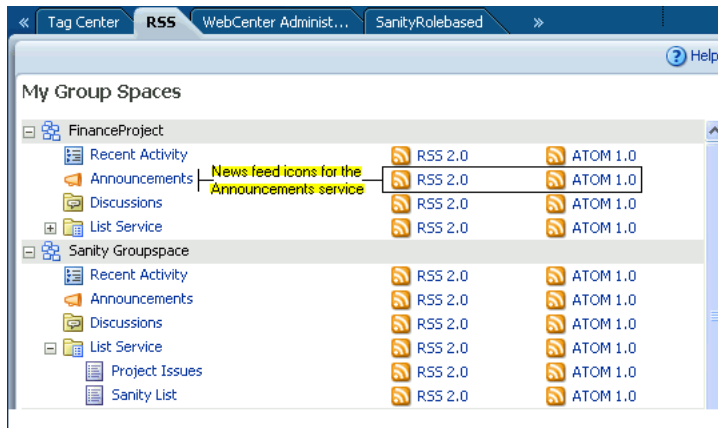 « Tag Center RSS WebCenter Administ... SanityRolebased »
Help
My Group Spaces
FinanceProject
Recent Activity RSS 2.0 ATOM 1.0
Announcements News feed icons for the Announcements service RSS 2.0 ATOM 1.0
Discussions RSS 2.0 ATOM 1.0
List Service RSS 2.0 ATOM 1.0
Sanity Groupspace
Recent Activity RSS 2.0 ATOM 1.0
Announcements RSS 2.0 ATOM 1.0
Discussions RSS 2.0 ATOM 1.0
List Service RSS 2.0 ATOM 1.0
Project Issues RSS 2.0 ATOM 1.0
Sanity List RSS 2.0 ATOM 1.0